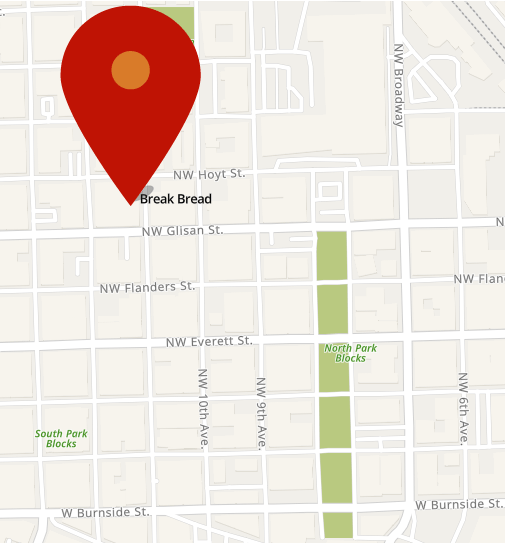 NW Broadway
NW Hoyt St.
Break Bread
NW Glisan St.
N
NW Flan
NW Flanders St.
NW Everett St.
North Park
Blocks
NW 10th Ave.
NW 9th Ave.
NW 6th Ave.
South Park
Blocks
W Burnside St.
W Burnside St.